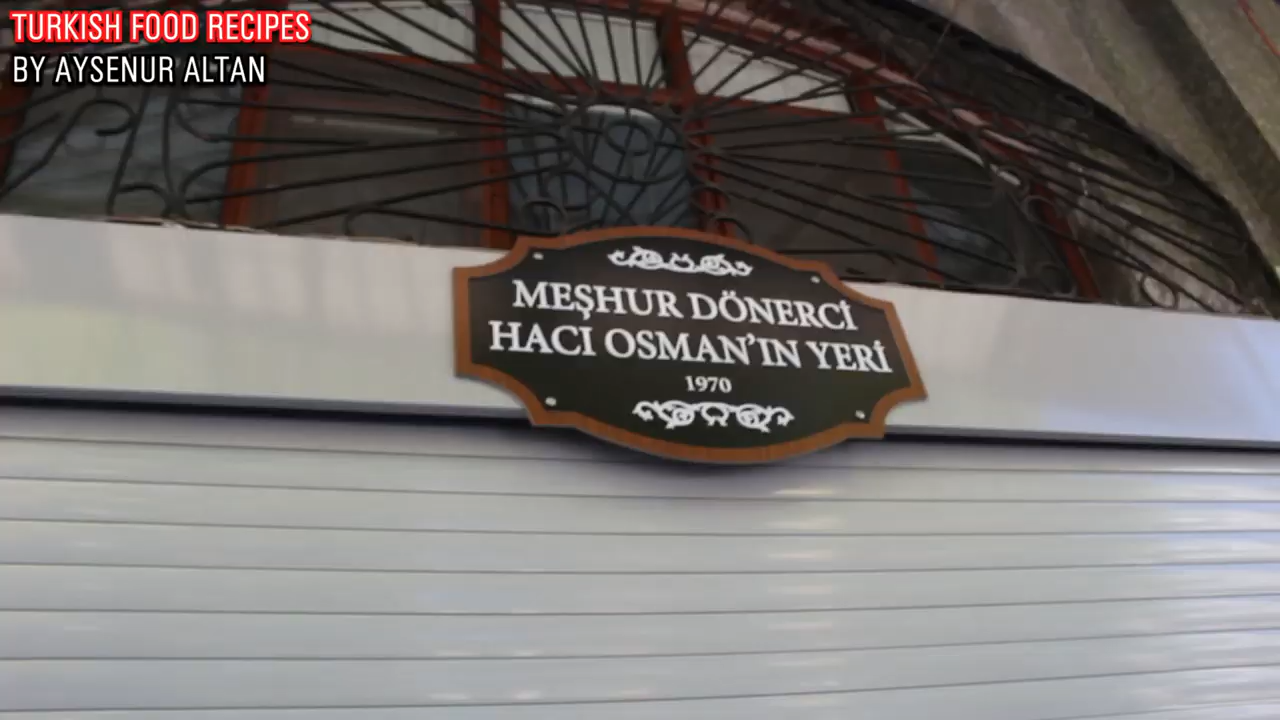 TURKISH FOOD RECIPES
BY AYSENUR ALTAN
MEŞHUR DÖNERCİ
HACI OSMAN'IN YERİ
1970